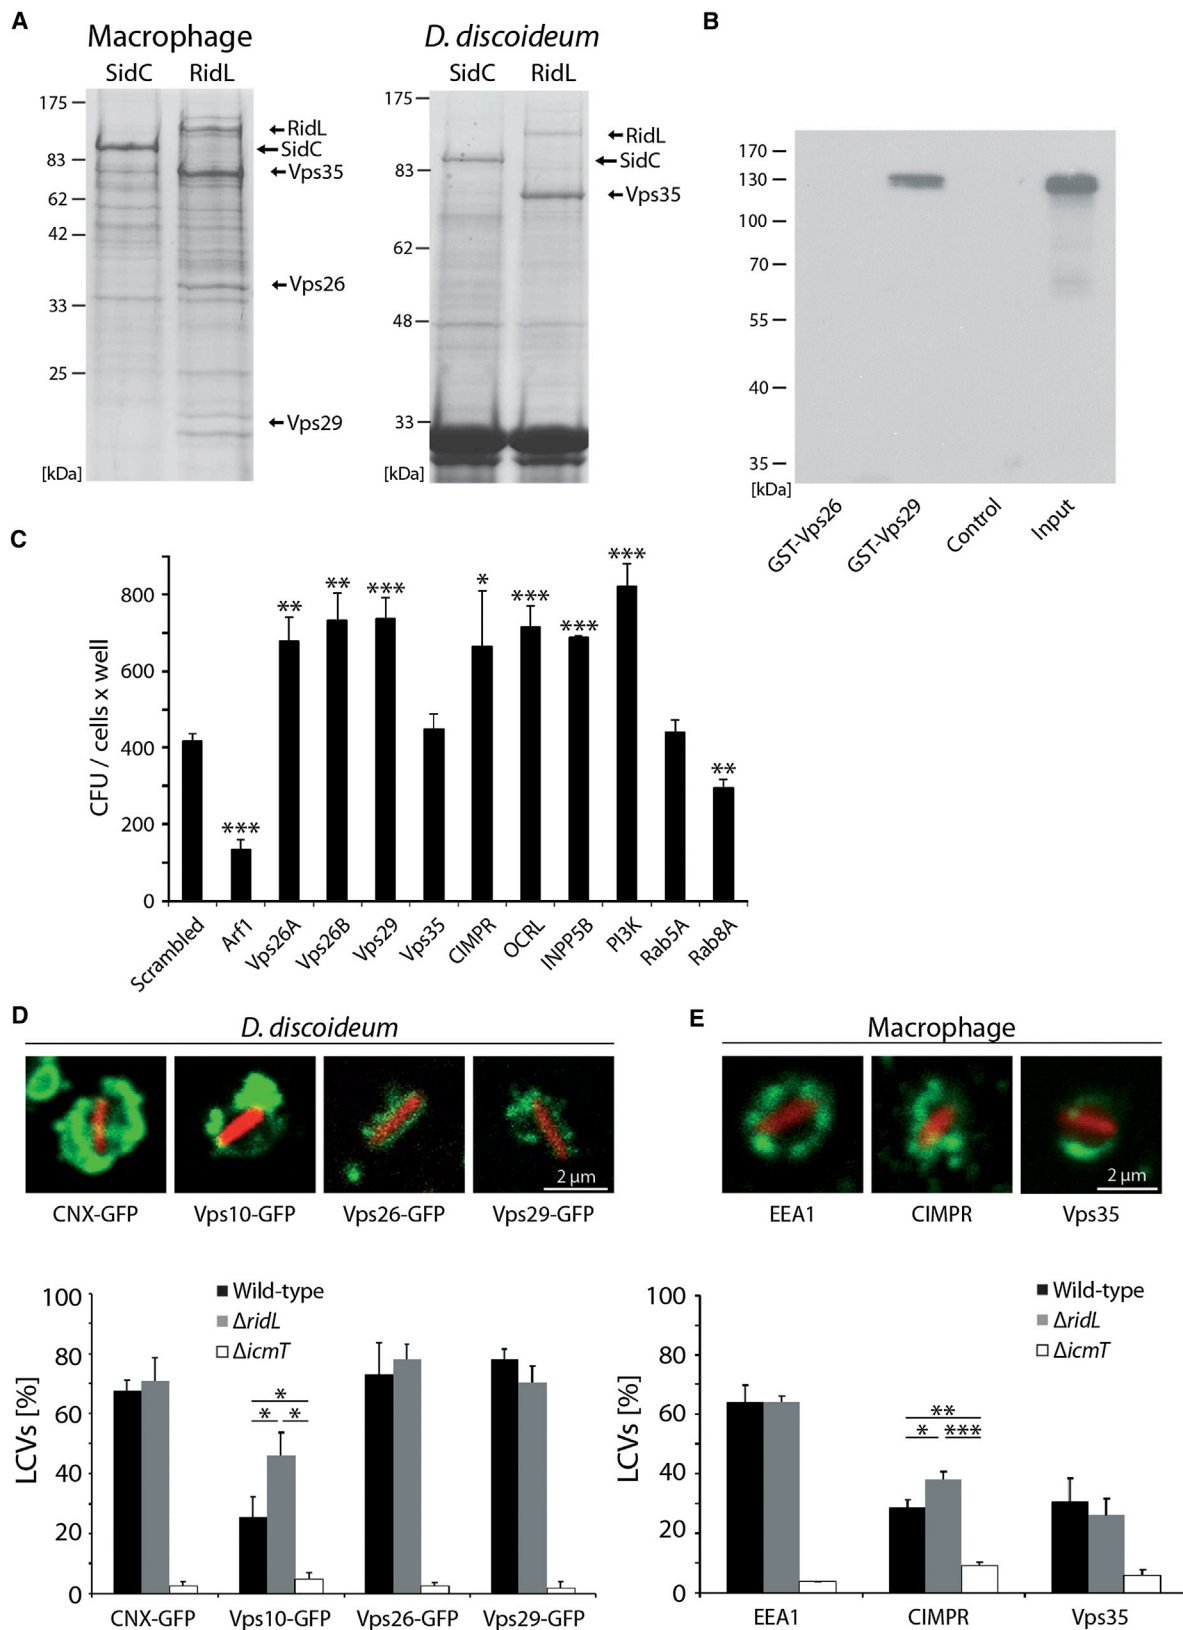 A
Macrophage
SidC RidL
175
83
62
42
33
25
[kDa]
RidL
SidC
Vps35
Vps26
Vps29
D. discoideum
SidC RidL
175
83
62
48
33
[kDa]
RidL
SidC
Vps35
B
170
130
100
70
55
40
35
[kDa]
GST-Vps26
GST-Vps29
Control
Input
C
CFU / cells x well
800
600
400
200
0
***
**
**
***
*
***
***
***
**
Scrambled
Arf1
Vps26A
Vps26B
Vps29
Vps35
CIMPR
OCRL
INPP5B
PI3K
Rab5A
Rab8A
D
D. discoideum
2 µm
CNX-GFP Vps10-GFP Vps26-GFP Vps29-GFP
LCVs [%]
100
80
60
40
20
0
Wild-type
ΔridL
ΔicmT
*
* *
CNX-GFP Vps10-GFP Vps26-GFP Vps29-GFP
E
Macrophage
2 µm
EEA1 CIMPR Vps35
LCVs [%]
100
80
60
40
20
0
Wild-type
ΔridL
ΔicmT
**
* ***
EEA1 CIMPR Vps35